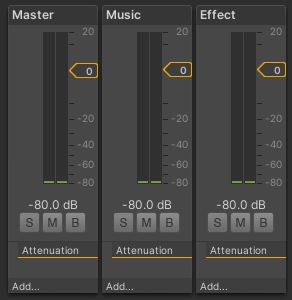 Master
20
0
-20
-40
-60
-80
-80.0 dB
S M B
Attenuation
Add...
Music
20
0
-20
-40
-60
-80
-80.0 dB
S M B
Attenuation
Add...
Effect
20
0
-20
-40
-60
-80
-80.0 dB
S M B
Attenuation
Add...